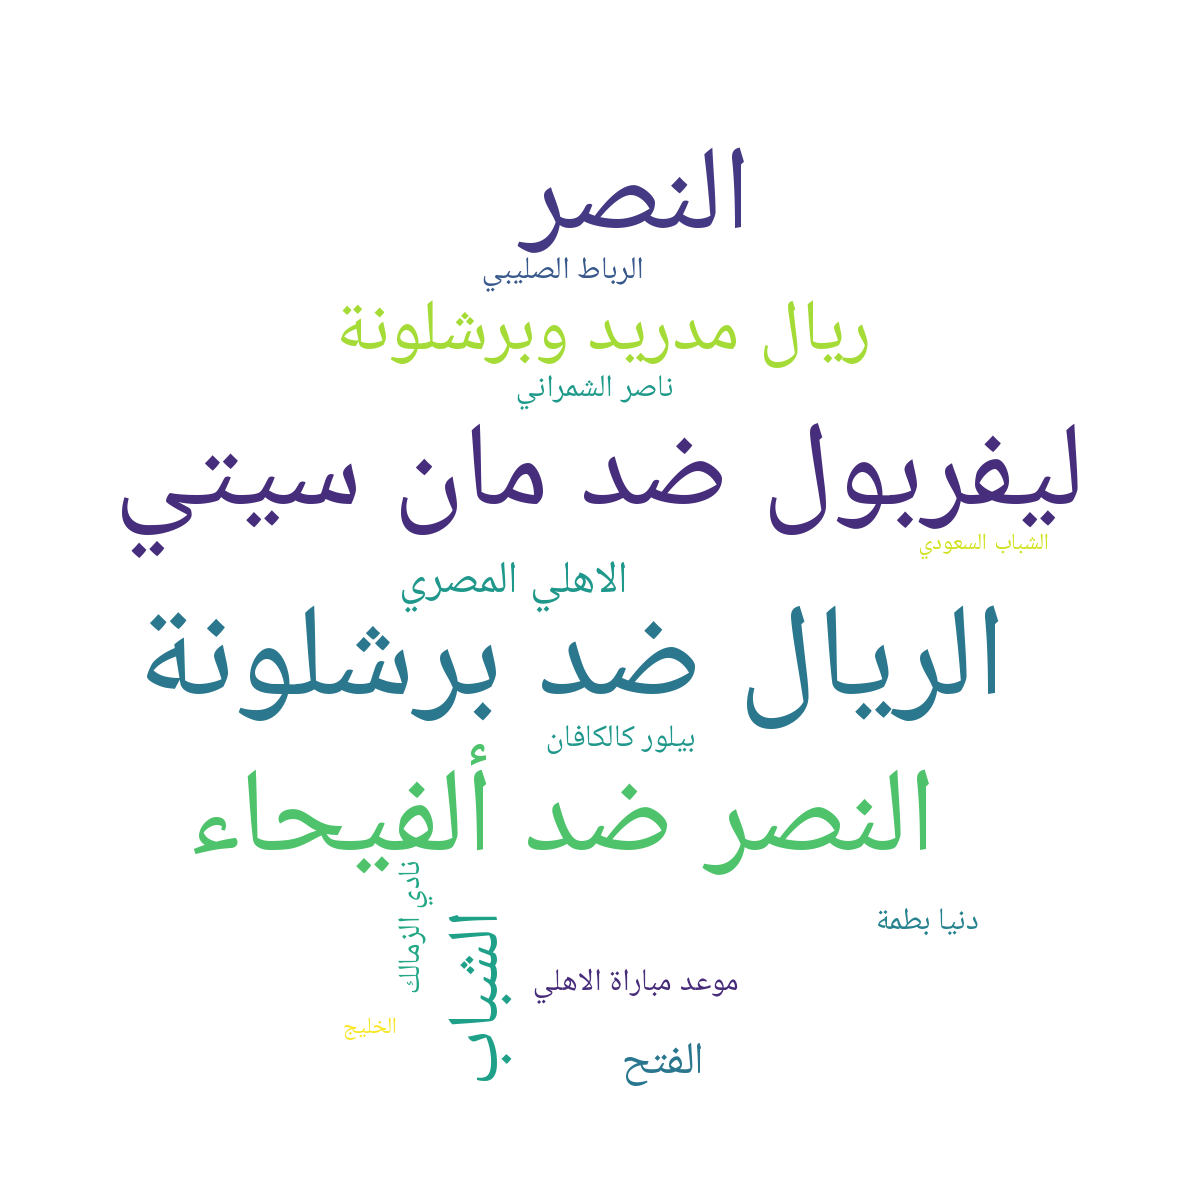 النصر
الرباط الصليبي
ريال مدريد وبرشلونة
ناصر الشمراني
ليفربول ضد مان سيتي
الشباب السعودي
الاهلي المصري
الريال ضد برشلونة
بيلور كالكافان
النصر ضد ألفيحاء
نادي الزمالك
دنيا بطمة
الشباب
موعد مباراة الاهلي
الخليج
الفتح